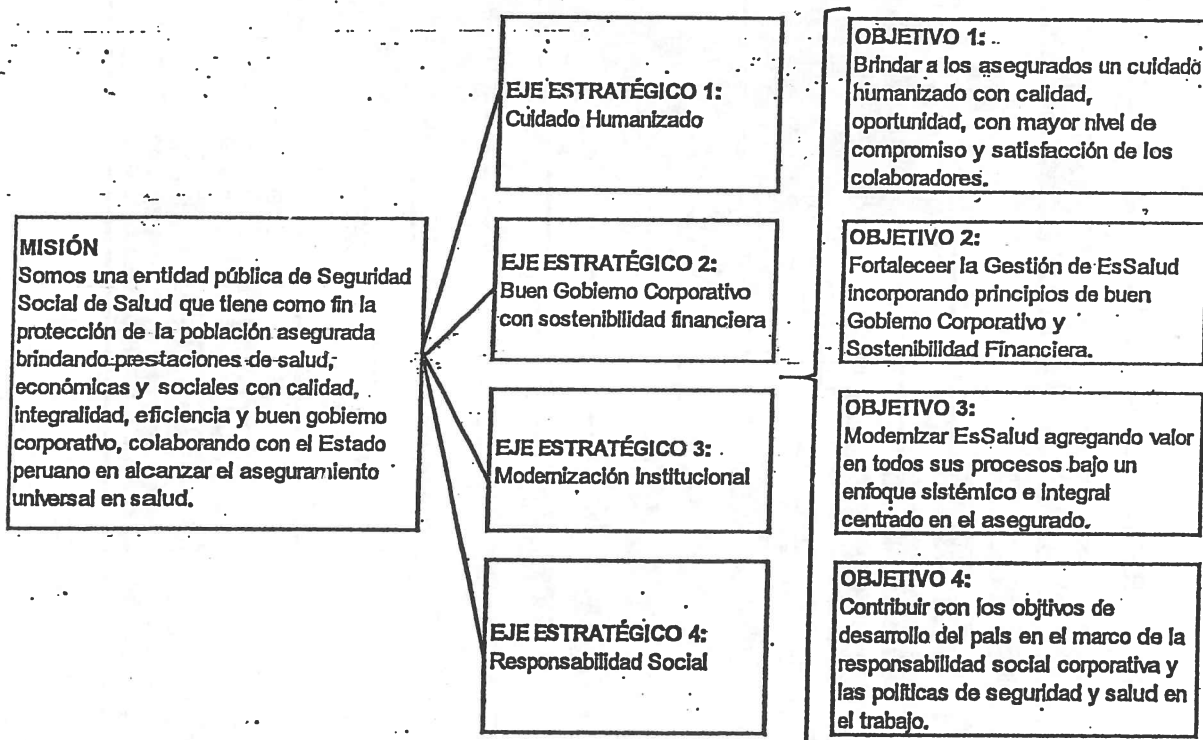 MISIÓN
Somos una entidad pública de Seguridad
Social de Salud que tiene como fin la
protección de la población asegurada
brindando prestaciones de salud,
económicas y sociales con calidad,
integralidad, eficiencia y buen gobierno
corporativo, colaborando con el Estado
peruano en alcanzar el aseguramiento
universal en salud.
EJE ESTRATÉGICO 1:
Cuidado Humanizado
EJE ESTRATÉGICO 2:
Buen Gobierno Corporativo
con sostenibilidad financiera
EJE ESTRATÉGICO 3:
Modernización Institucional
EJE ESTRATÉGICO 4:
Responsabilidad Social
OBJETIVO 1:
Brindar a los asegurados un cuidado
humanizado con calidad,
oportunidad, con mayor nivel de
compromiso y satisfacción de los
colaboradores.
OBJETIVO 2:
Fortaleceer la Gestión de EsSalud
incorporando principios de buen
Gobierno Corporativo y
Sostenibilidad Financiera.
OBJETIVO 3:
Modernizar EsSalud agregando valor
en todos sus procesos bajo un
enfoque sistémico e integral
centrado en el asegurado.
OBJETIVO 4:
Contribuir con los objtivos de
desarrollo del pais en el marco de la
responsabilidad social corporativa y
las políticas de seguridad y salud en
el trabajo.